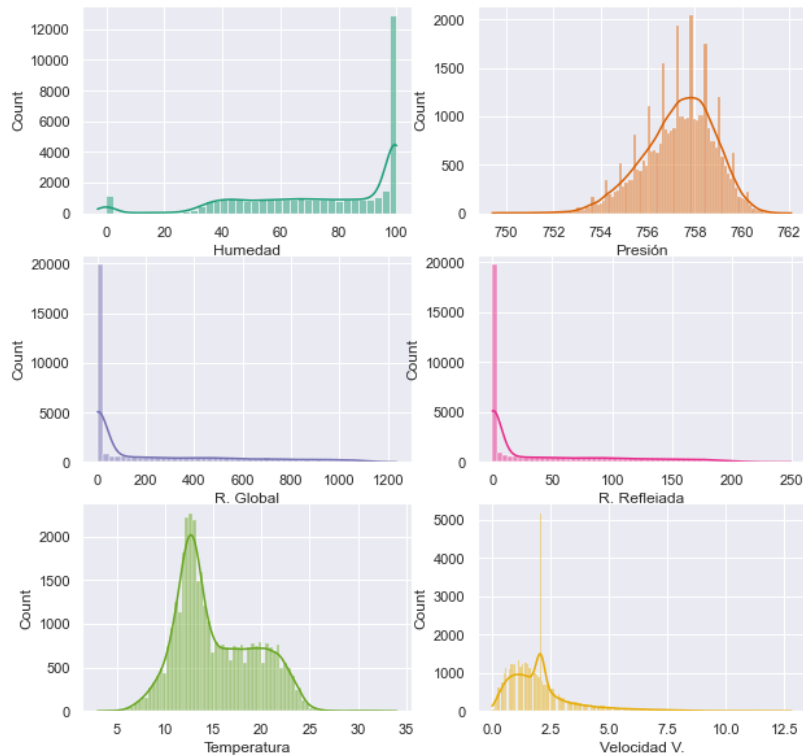 12000
10000
8000
6000
4000
2000
0
Count
0 20 40 60 80 100
Humedad
2000
1500
1000
500
0
Count
750 752 754 756 758 760 762
Presión
20000
15000
10000
5000
0
Count
0 200 400 600 800 1000 1200
R. Global
20000
15000
10000
5000
0
Count
0 50 100 150 200 250
R. Reflejada
2000
1500
1000
500
0
Count
5 10 15 20 25 30 35
Temperatura
5000
4000
3000
2000
1000
0
Count
0.0 2.5 5.0 7.5 10.0 12.5
Velocidad V.